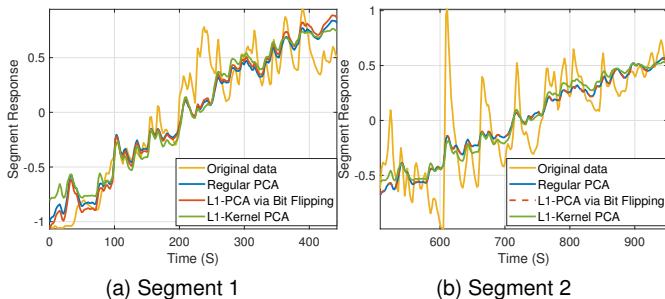 0.5
0
-0.5
-1
Segment Response
0 100 200 300 400
Time (S)
Original data
Regular PCA
L1-PCA via Bit Flipping
L1-Kernel PCA
(a) Segment 1
1
0.5
0
-0.5
Segment Response
600 700 800 900
Time (S)
Original data
Regular PCA
L1-PCA via Bit Flipping
L1-Kernel PCA
(b) Segment 2